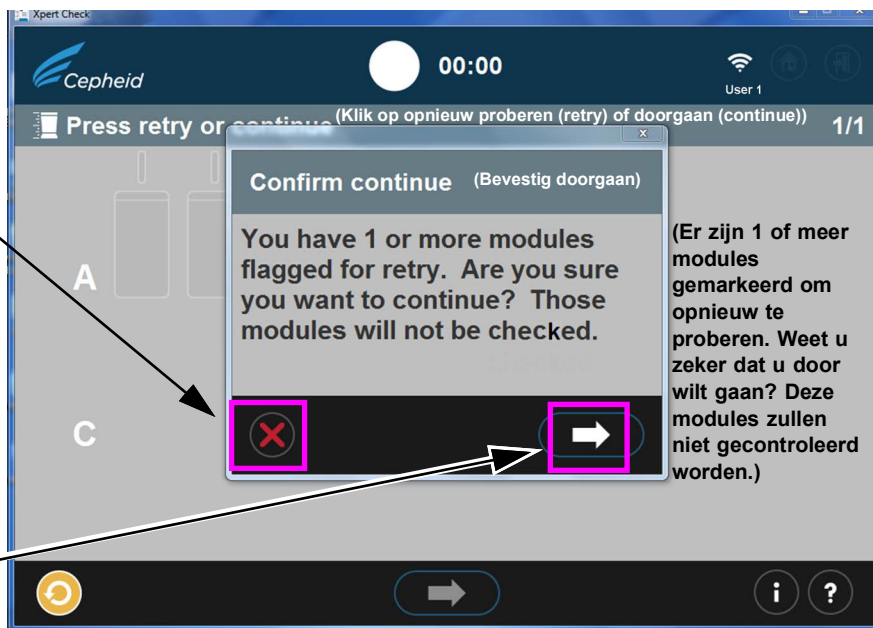 Xpert Check
Cepheid
00:00
User 1
Press retry or continue (Klik op opnieuw proberen (retry) of doorgaan (continue)) 1/1
x
Confirm continue (Bevestig doorgaan)
You have 1 or more modules
flagged for retry. Are you sure
you want to continue? Those
modules will not be checked.
A
C
(Er zijn 1 of meer
modules
gemarkeerd om
opnieuw te
proberen. Weet u
zeker dat u door
wilt gaan? Deze
modules zullen
niet gecontroleerd
worden.)
i ?